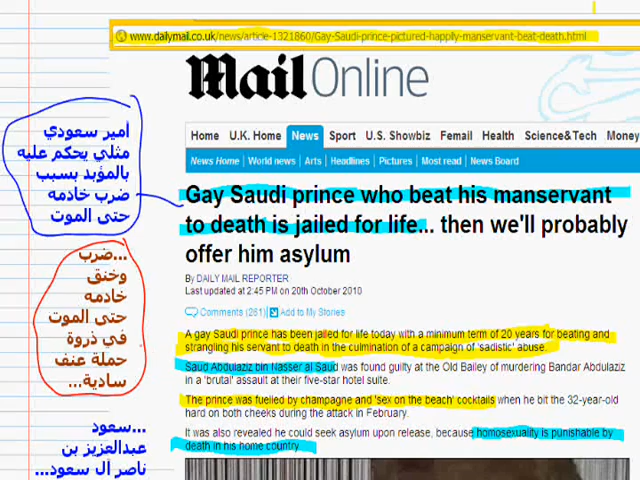 www.dailymail.co.uk/news/article-1321860/Gay-Saudi-prince-pictured-happily-manservant-beat-death.html
Mail Online
Home U.K. Home News Sport U.S. Showbiz Femail Health Science&Tech Money
News Home World news Arts Headlines Pictures Most read News Board
Gay Saudi prince who beat his manservant
to death is jailed for life... then we'll probably
offer him asylum
By DAILY MAIL REPORTER
Last updated at 2:45 PM on 20th October 2010
Comments (261) Add to My Stories
A gay Saudi prince has been jailed for life today with a minimum term of 20 years for beating and
strangling his servant to death in the culmination of a campaign of 'sadistic' abuse.
Saud Abdulaziz bin Nasser al Saud was found guilty at the Old Bailey of murdering Bandar Abdulaziz
in a 'brutal' assault at their five-star hotel suite.
The prince was fuelled by champagne and 'sex on the beach' cocktails when he bit the 32-year-old
hard on both cheeks during the attack in February.
It was also revealed he could seek asylum upon release, because homosexuality is punishable by
death in his home country.
أمير سعودي
مثلي يحكم عليه
بالمؤبد بسبب
ضرب خادمه
حتى الموت
...ضرب
وخنق
خادمه
حتى الموت
في ذروة
حملة عنف
سادية...
...سعود
عبدالعزيز بن
ناصر ال سعود...